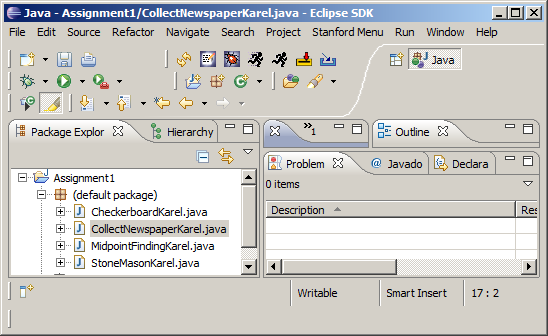 Java - Assignment1/CollectNewspaperKarel.java - Eclipse SDK
File Edit Source Refactor Navigate Search Project Stanford Menu Run Window Help
Java
Package Explor Hierarchy »1 Outline
Problem @ Javado Declara
0 items
Description Res
Assignment1
(default package)
CheckerboardKarel.java
CollectNewspaperKarel.java
MidpointFindingKarel.java
StoneMasonKarel.java
Writable Smart Insert 17 : 2